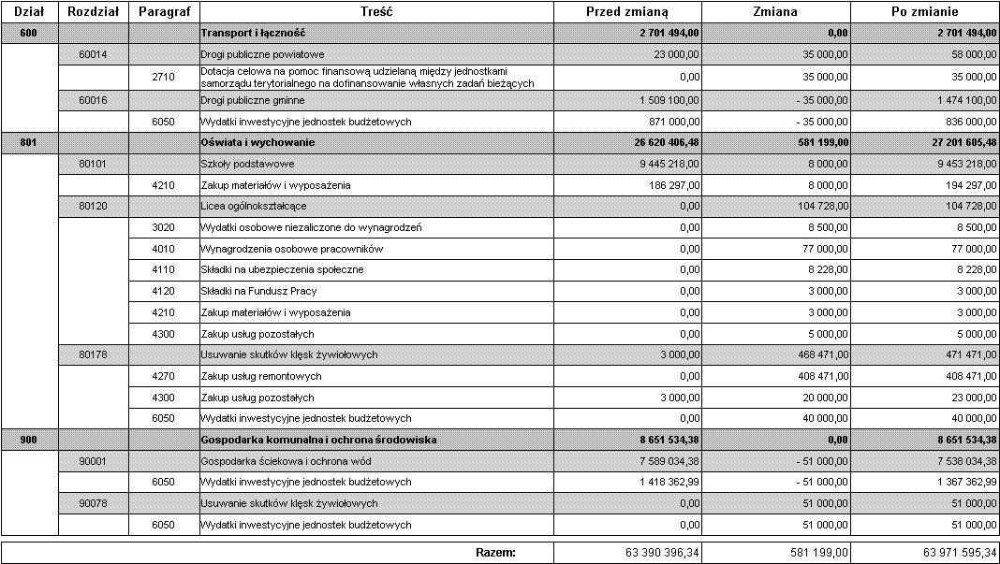 Dział Rozdział Paragraf Treść Przed zmianą Zmiana Po zmianie
600 Transport i łączność 2 701 494,00 0,00 2 701 494,00
60014 Drogi publiczne powiatowe 23 000,00 35 000,00 58 000,00
2710 Dotacja celowa na pomoc finansową udzielaną między jednostkami
samorządu terytorialnego na dofinansowanie własnych zadań bieżących 0,00 35 000,00 35 000,00
60016 Drogi publiczne gminne 1 509 100,00 - 35 000,00 1 474 100,00
6050 Wydatki inwestycyjne jednostek budżetowych 871 000,00 - 35 000,00 836 000,00
801 Oświata i wychowanie 26 620 406,48 581 199,00 27 201 605,48
80101 Szkoły podstawowe 9 445 218,00 8 000,00 9 453 218,00
4210 Zakup materiałów i wyposażenia 186 297,00 8 000,00 194 297,00
80120 Licea ogólnokształcące 0,00 104 728,00 104 728,00
3020 Wydatki osobowe niezaliczone do wynagrodzeń 0,00 8 500,00 8 500,00
4010 Wynagrodzenia osobowe pracowników 0,00 77 000,00 77 000,00
4110 Składki na ubezpieczenia społeczne 0,00 8 228,00 8 228,00
4120 Składki na Fundusz Pracy 0,00 3 000,00 3 000,00
4210 Zakup materiałów i wyposażenia 0,00 3 000,00 3 000,00
4300 Zakup usług pozostałych 0,00 5 000,00 5 000,00
80178 Usuwanie skutków klęsk żywiołowych 3 000,00 468 471,00 471 471,00
4270 Zakup usług remontowych 0,00 408 471,00 408 471,00
4300 Zakup usług pozostałych 3 000,00 20 000,00 23 000,00
6050 Wydatki inwestycyjne jednostek budżetowych 0,00 40 000,00 40 000,00
900 Gospodarka komunalna i ochrona środowiska 8 651 534,38 0,00 8 651 534,38
90001 Gospodarka ściekowa i ochrona wód 7 589 034,38 - 51 000,00 7 538 034,38
6050 Wydatki inwestycyjne jednostek budżetowych 1 418 362,99 - 51 000,00 1 367 362,99
90078 Usuwanie skutków klęsk żywiołowych 0,00 51 000,00 51 000,00
6050 Wydatki inwestycyjne jednostek budżetowych 0,00 51 000,00 51 000,00
Razem: 63 390 396,34 581 199,00 63 971 595,34